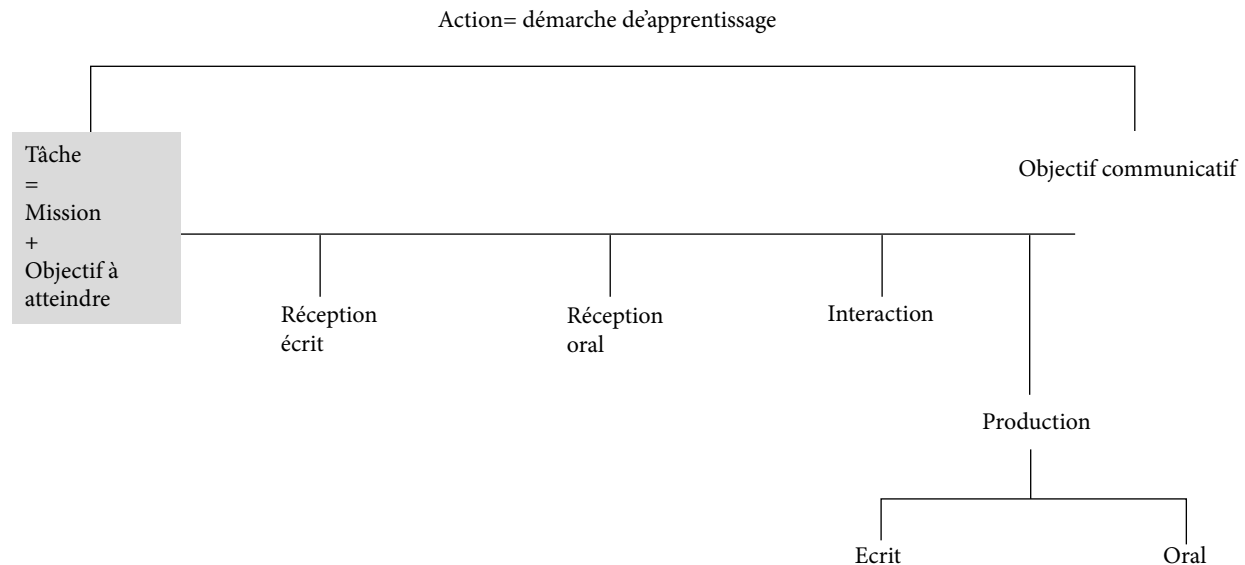 Action= démarche de'apprentissage
Tâche
=
Mission
+
Objectif à
atteindre
Objectif communicatif
Réception
écrit
Réception
oral
Interaction
Production
Ecrit
Oral